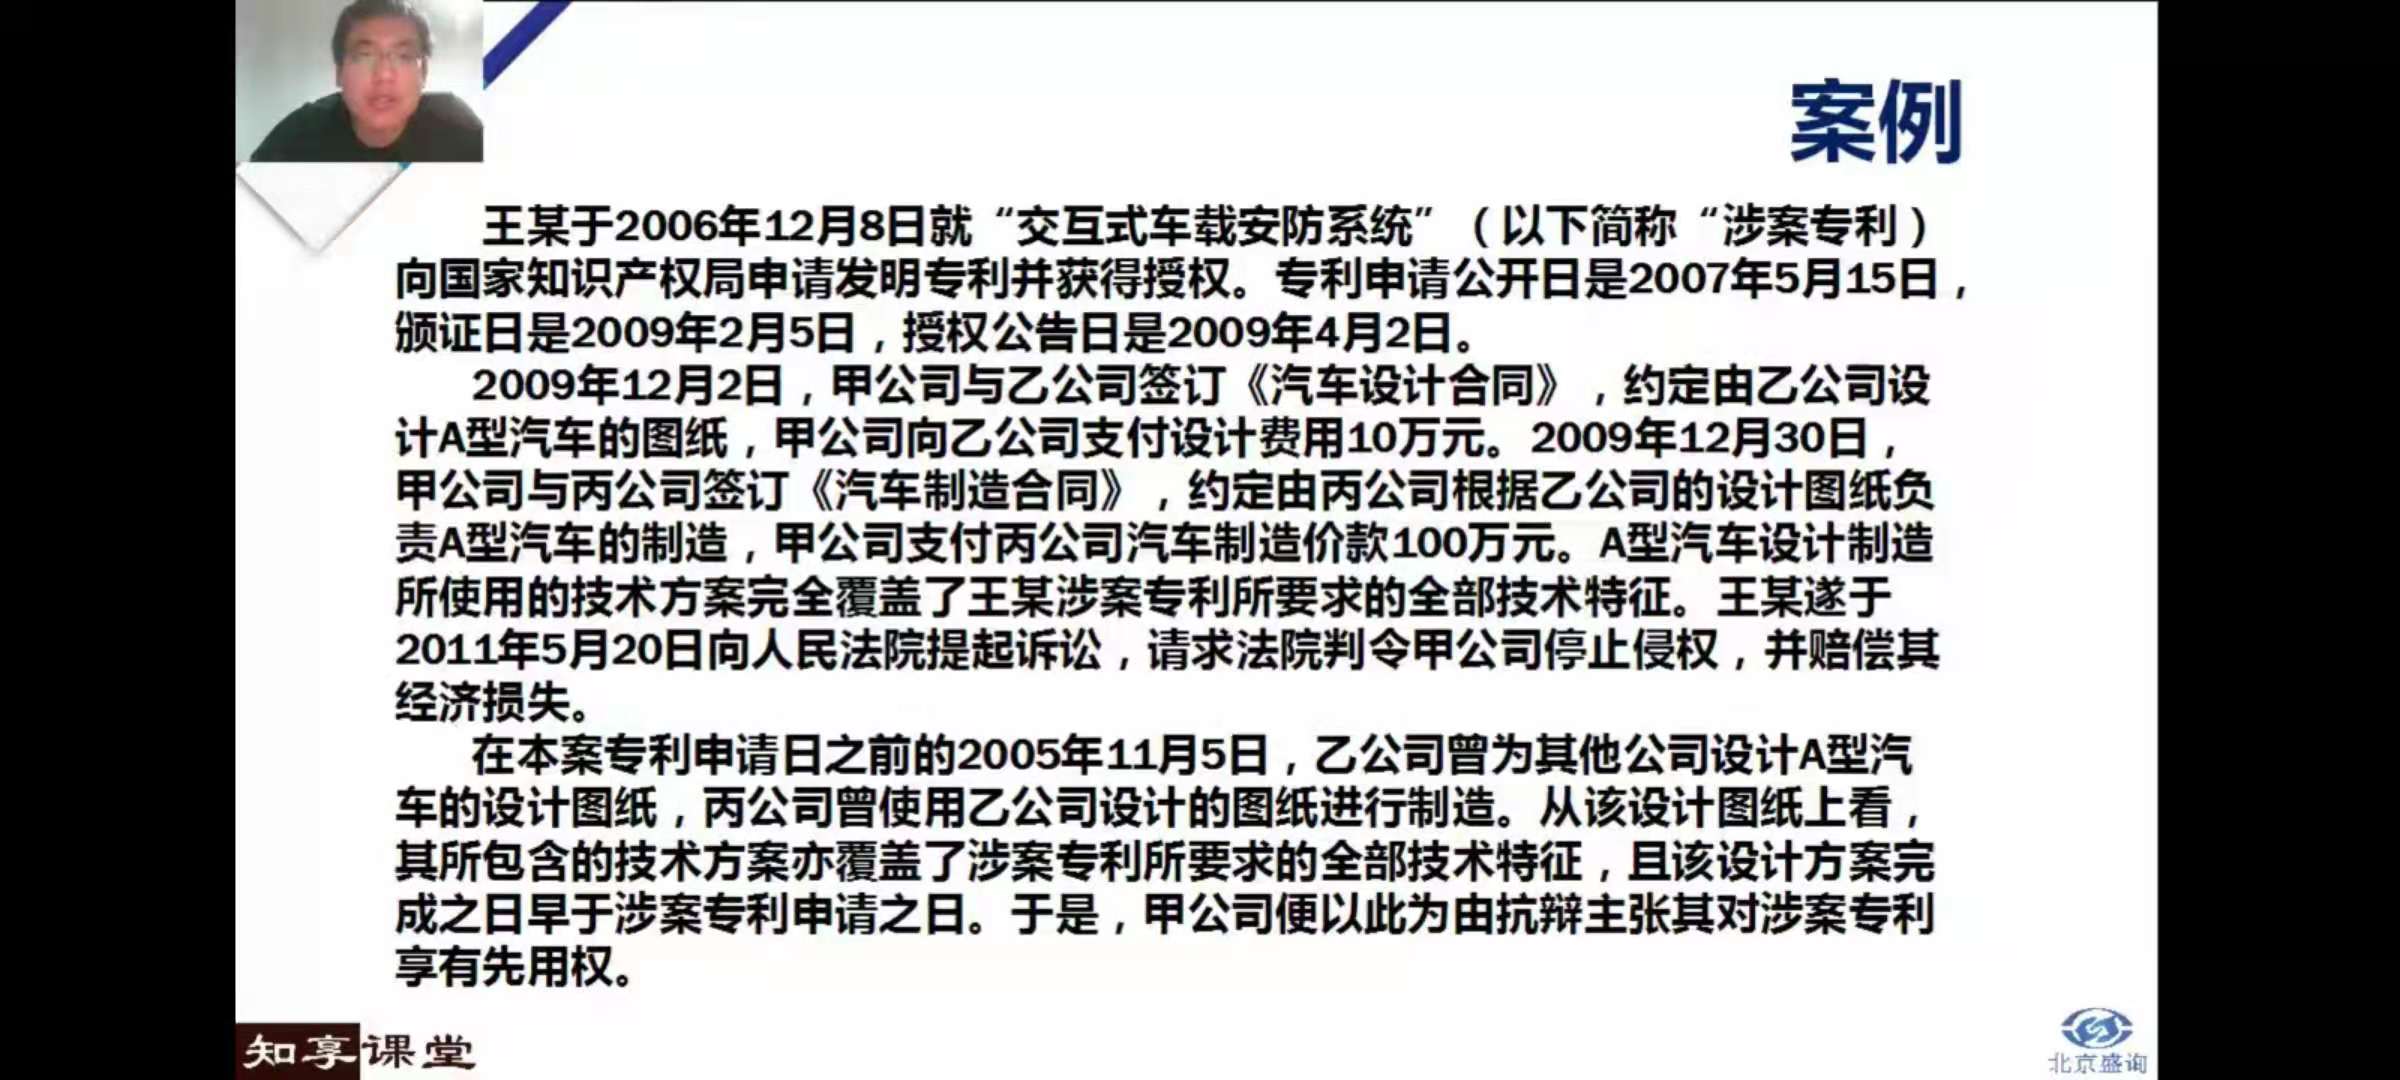 案例
王某于2006年12月8日就“交互式车载安防系统”（以下简称“涉案专利）
向国家知识产权局申请发明专利并获得授权。专利申请公开日是2007年5月15日，
颁证日是2009年2月5日，授权公告日是2009年4月2日。
2009年12月2日，甲公司与乙公司签订《汽车设计合同》，约定由乙公司设
计A型汽车的图纸，甲公司向乙公司支付设计费用10万元。2009年12月30日，
甲公司与丙公司签订《汽车制造合同》，约定由丙公司根据乙公司的设计图纸负
责A型汽车的制造，甲公司支付丙公司汽车制造价款100万元。A型汽车设计制造
所使用的技术方案完全覆盖了王某涉案专利所要求的全部技术特征。王某遂于
2011年5月20日向人民法院提起诉讼，请求法院判令甲公司停止侵权，并赔偿其
经济损失。
在本案专利申请日之前的2005年11月5日，乙公司曾为其他公司设计A型汽
车的设计图纸，丙公司曾使用乙公司设计的图纸进行制造。从该设计图纸上看，
其所包含的技术方案亦覆盖了涉案专利所要求的全部技术特征，且该设计方案完
成之日早于涉案专利申请之日。于是，甲公司便以此为由抗辩主张其对涉案专利
享有先用权。
知享课堂
北京盛询